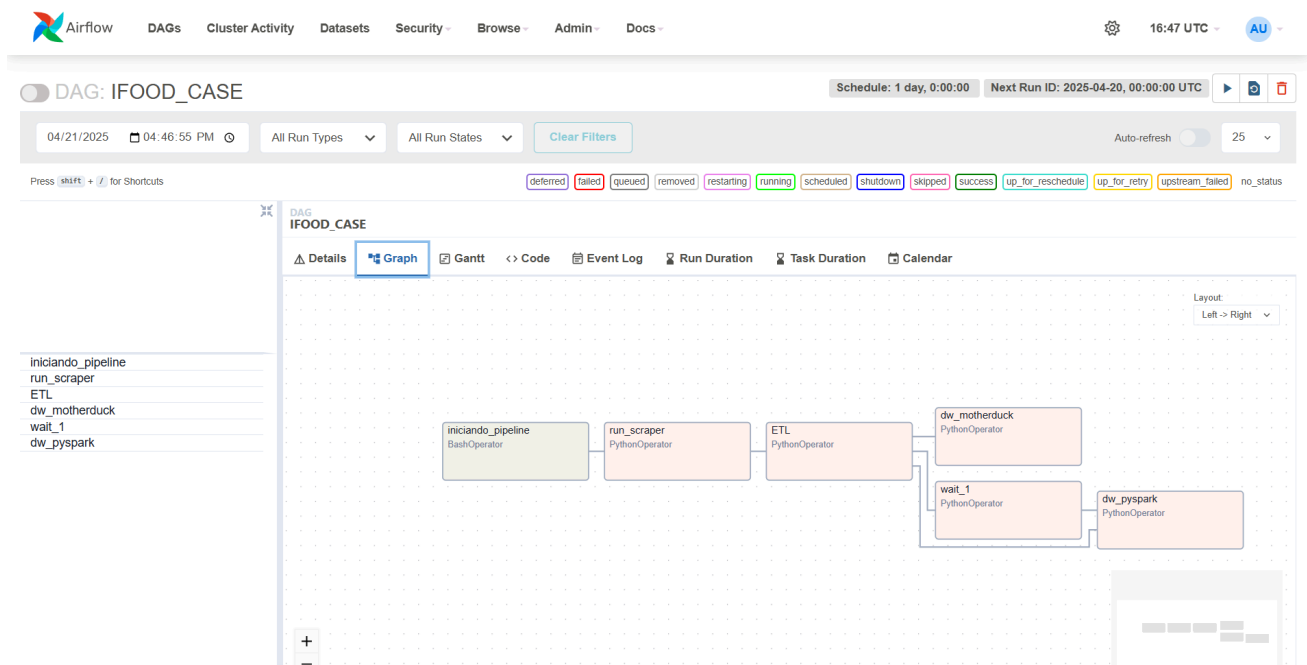 Airflow DAGs Cluster Activity Datasets Security Browse Admin Docs 16:47 UTC AU
DAG: IFOOD_CASE Schedule: 1 day, 0:00:00 Next Run ID: 2025-04-20, 00:00:00 UTC
04/21/2025 04:46:55 PM All Run Types All Run States Clear Filters Auto-refresh 25
Press shift + / for Shortcuts deferred failed queued removed restarting running scheduled shutdown skipped success up_for_reschedule up_for_retry upstream_failed no_status
DAG
IFOOD_CASE
Details Graph Gantt <> Code Event Log Run Duration Task Duration Calendar
Layout:
Left -> Right
iniciando_pipeline
run_scraper
ETL
dw_motherduck
wait_1
dw_pyspark
iniciando_pipeline
BashOperator
run_scraper
PythonOperator
ETL
PythonOperator
dw_motherduck
PythonOperator
wait_1
PythonOperator
dw_pyspark
PythonOperator
+